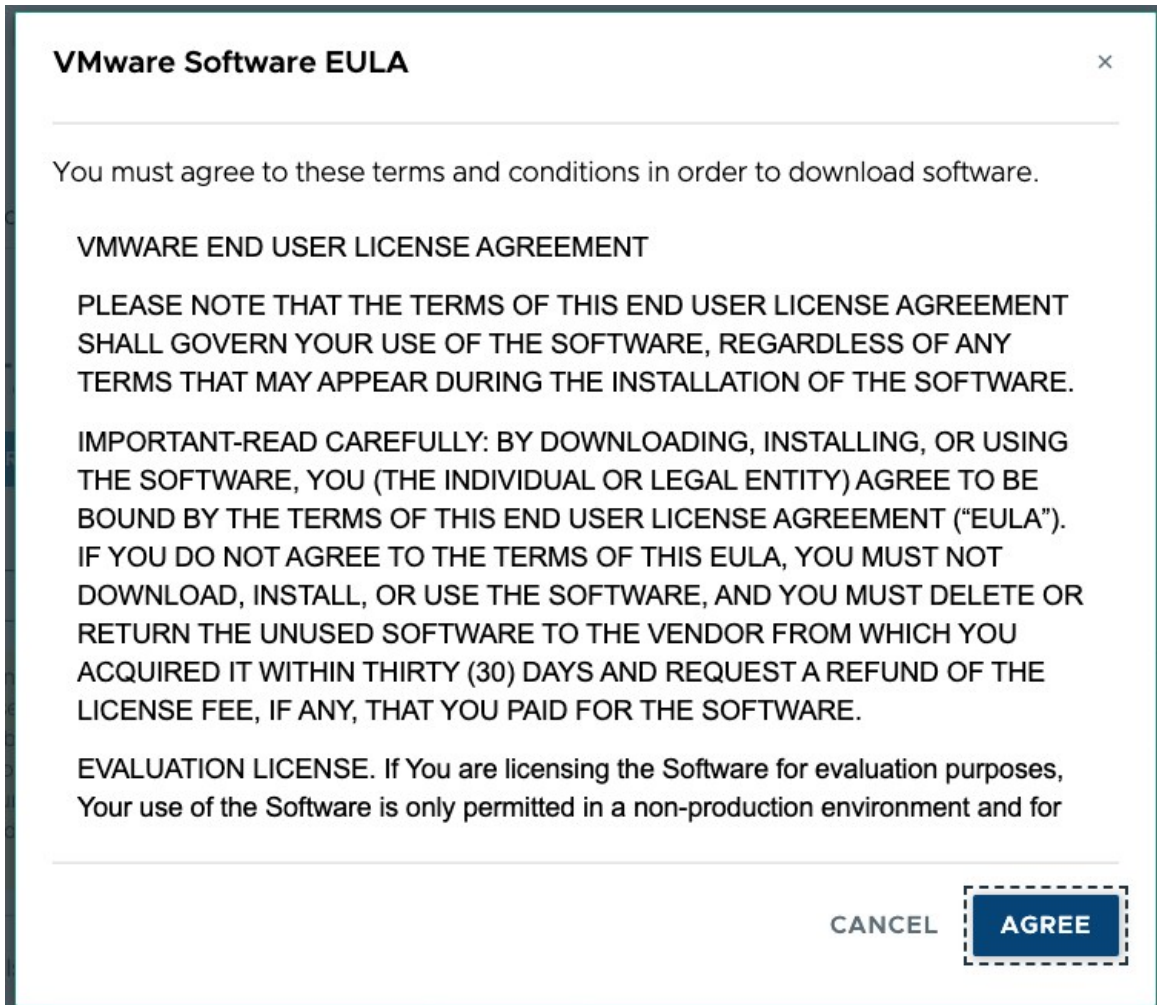 VMware Software EULA
×
You must agree to these terms and conditions in order to download software.
VMWARE END USER LICENSE AGREEMENT
PLEASE NOTE THAT THE TERMS OF THIS END USER LICENSE AGREEMENT
SHALL GOVERN YOUR USE OF THE SOFTWARE, REGARDLESS OF ANY
TERMS THAT MAY APPEAR DURING THE INSTALLATION OF THE SOFTWARE.
IMPORTANT-READ CAREFULLY: BY DOWNLOADING, INSTALLING, OR USING
THE SOFTWARE, YOU (THE INDIVIDUAL OR LEGAL ENTITY) AGREE TO BE
BOUND BY THE TERMS OF THIS END USER LICENSE AGREEMENT (“EULA”).
IF YOU DO NOT AGREE TO THE TERMS OF THIS EULA, YOU MUST NOT
DOWNLOAD, INSTALL, OR USE THE SOFTWARE, AND YOU MUST DELETE OR
RETURN THE UNUSED SOFTWARE TO THE VENDOR FROM WHICH YOU
ACQUIRED IT WITHIN THIRTY (30) DAYS AND REQUEST A REFUND OF THE
LICENSE FEE, IF ANY, THAT YOU PAID FOR THE SOFTWARE.
EVALUATION LICENSE. If You are licensing the Software for evaluation purposes,
Your use of the Software is only permitted in a non-production environment and for
CANCEL
AGREE